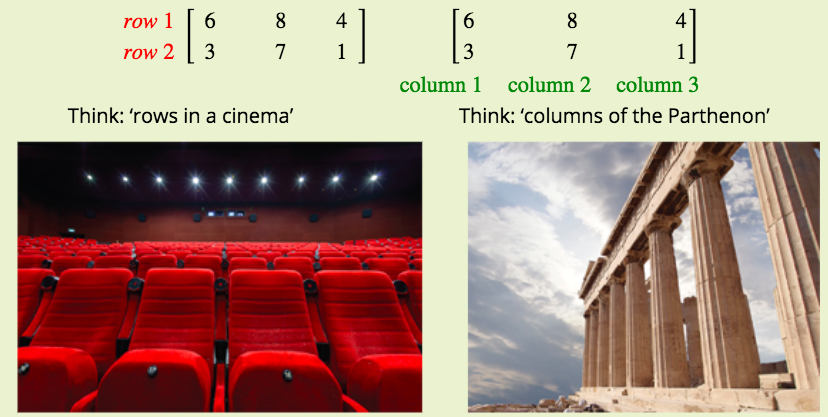 row 1 [ 6 8 4 ] [ 6 8 4 ]
row 2 [ 3 7 1 ] [ 3 7 1 ]
column 1 column 2 column 3
Think: ‘rows in a cinema’ Think: ‘columns of the Parthenon’